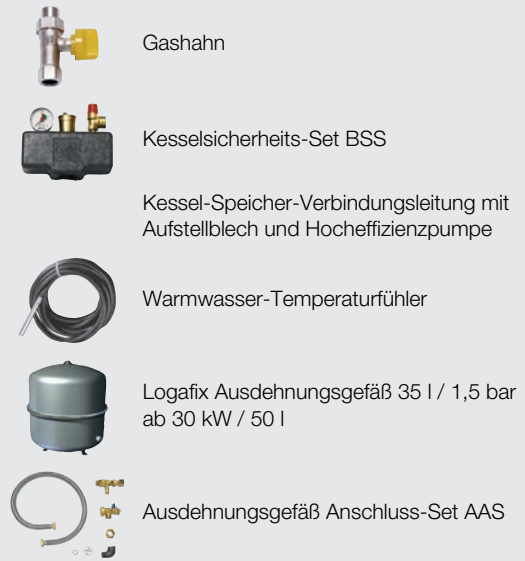 Gashahn
Kesselsicherheits-Set BSS
Kessel-Speicher-Verbindungsleitung mit
Aufstellblech und Hocheffizienzpumpe
Warmwasser-Temperaturfühler
Logafix Ausdehnungsgefäß 35 l / 1,5 bar
ab 30 kW / 50 l
Ausdehnungsgefäß Anschluss-Set AAS